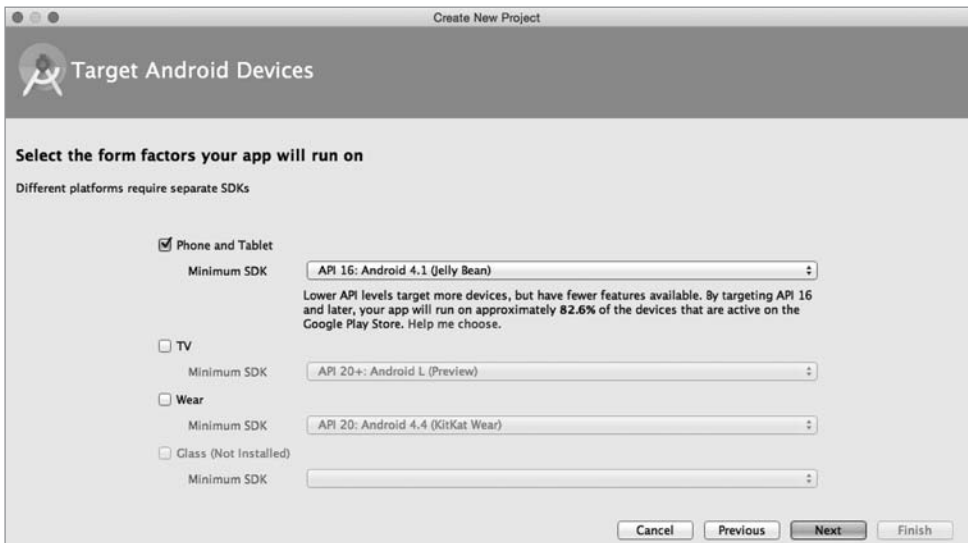 Create New Project
Target Android Devices
Select the form factors your app will run on
Different platforms require separate SDKs
Phone and Tablet
Minimum SDK
API 16: Android 4.1 (Jelly Bean)
Lower API levels target more devices, but have fewer features available. By targeting API 16
and later, your app will run on approximately 82.6% of the devices that are active on the
Google Play Store. Help me choose.
TV
Minimum SDK
API 20+: Android L (Preview)
Wear
Minimum SDK
API 20: Android 4.4 (KitKat Wear)
Glass (Not Installed)
Minimum SDK
Cancel Previous Next Finish